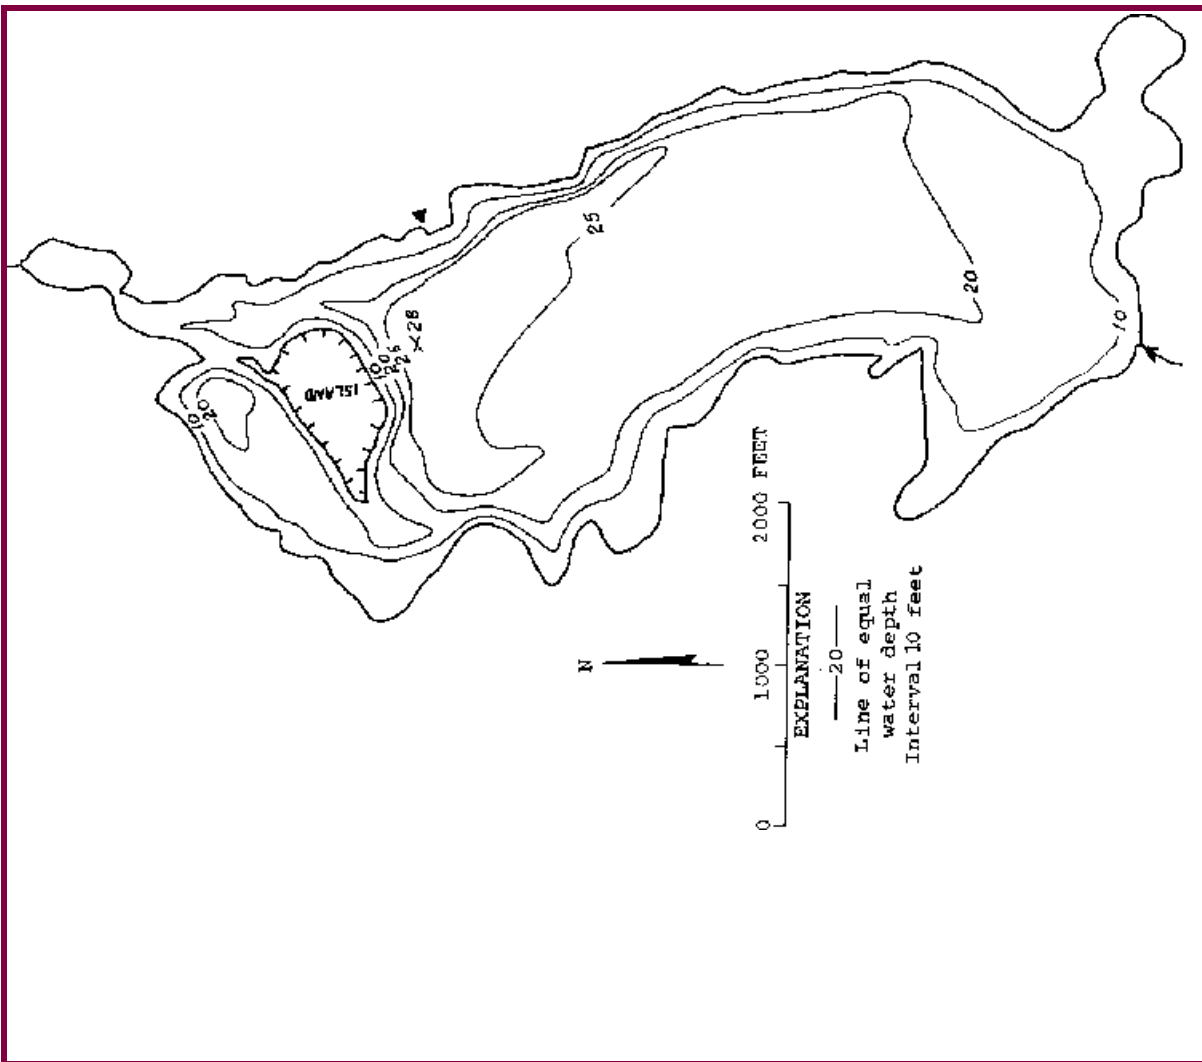 10
20
ISLAND
10
20
25
×28
25
20
10
N
0 1000 2000 FEET
EXPLANATION
—20—
Line of equal
water depth
Interval 10 feet